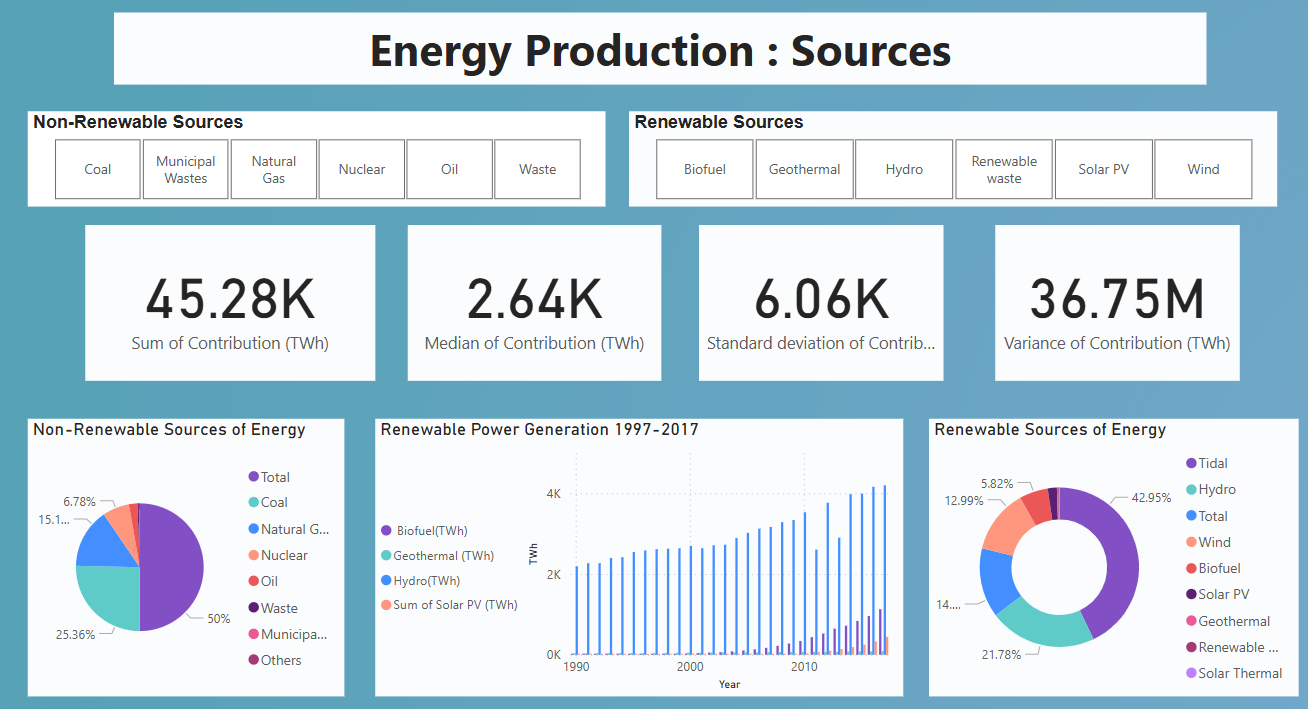 Energy Production : Sources
Non-Renewable Sources
Coal
Municipal
Wastes
Natural
Gas
Nuclear
Oil
Waste
Renewable Sources
Biofuel
Geothermal
Hydro
Renewable
waste
Solar PV
Wind
45.28K
Sum of Contribution (TWh)
2.64K
Median of Contribution (TWh)
6.06K
Standard deviation of Contrib...
36.75M
Variance of Contribution (TWh)
Non-Renewable Sources of Energy
6.78%
15.1...
25.36%
50%
Total
Coal
Natural G...
Nuclear
Oil
Waste
Municipa...
Others
Renewable Power Generation 1997-2017
Biofuel(TWh)
Geothermal (TWh)
Hydro(TWh)
Sum of Solar PV (TWh)
TWh
4K
2K
0K
1990
2000
2010
Year
Renewable Sources of Energy
5.82%
12.99%
14....
21.78%
42.95%
Tidal
Hydro
Total
Wind
Biofuel
Solar PV
Geothermal
Renewable ...
Solar Thermal